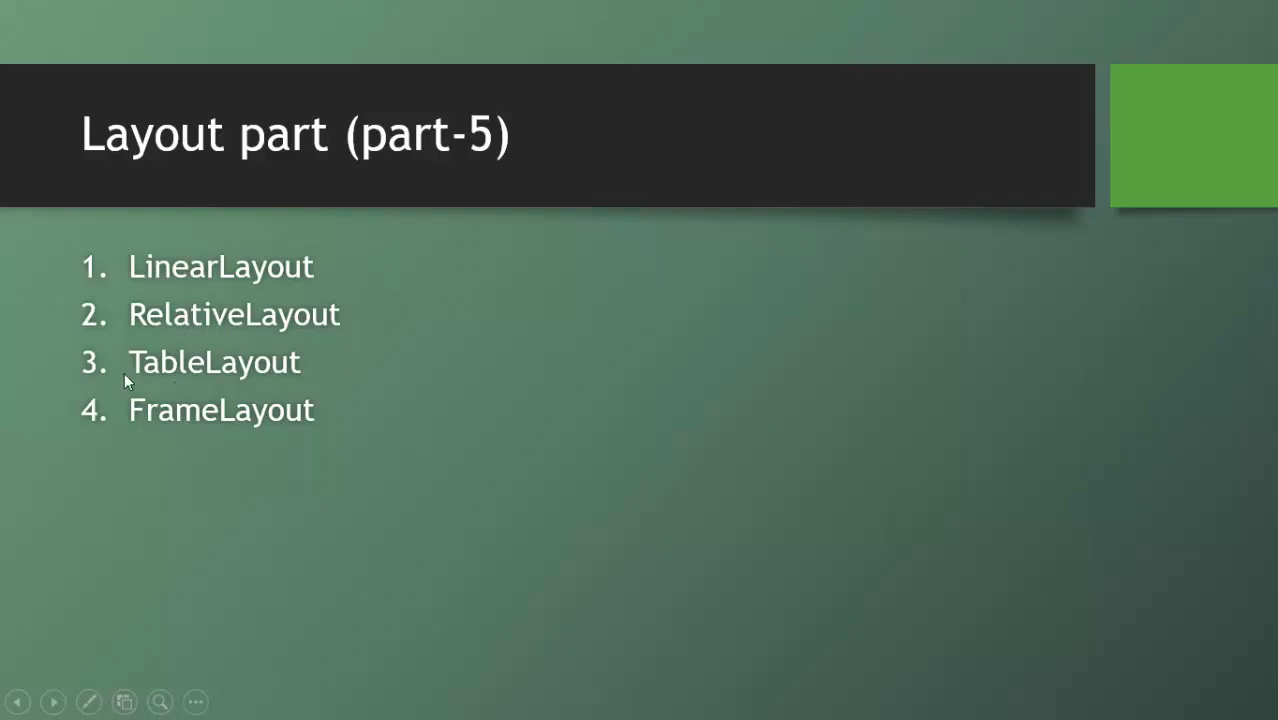 Layout part (part-5)
1. LinearLayout
2. RelativeLayout
3. TableLayout
4. FrameLayout